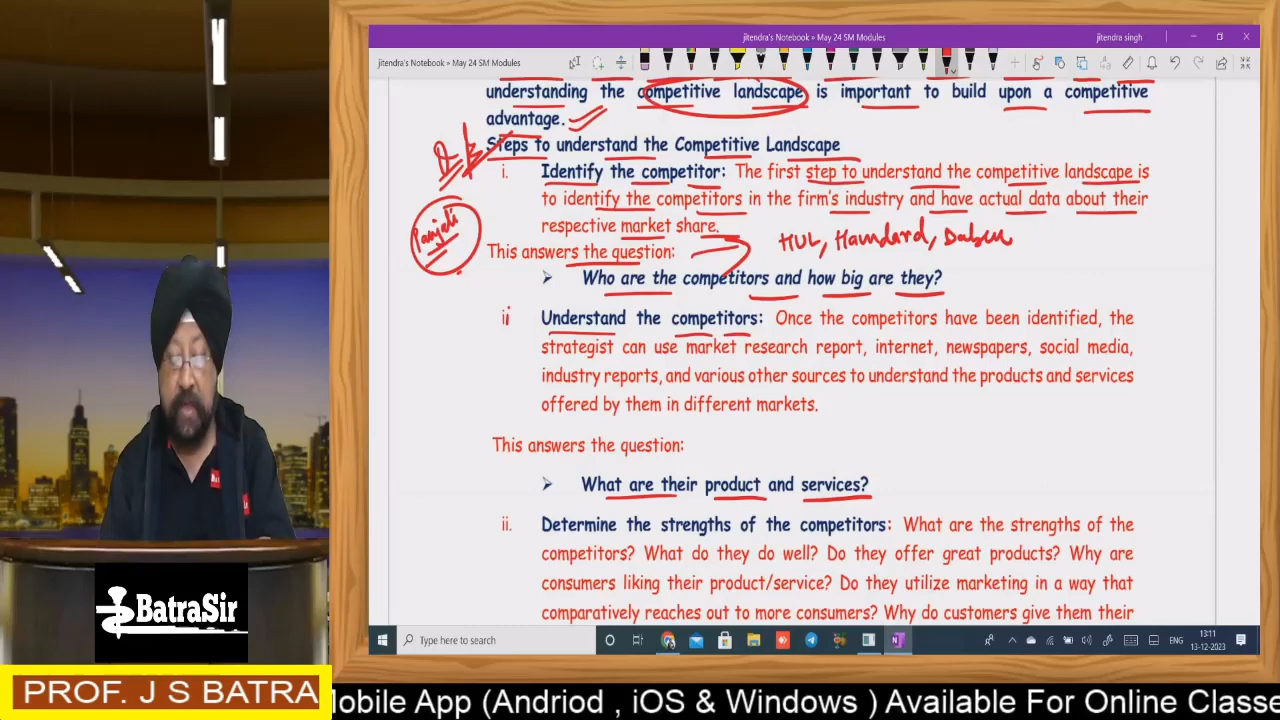 jitendra's Notebook » May 24 SM Modules
jitendra singh
jitendra's Notebook » May 24 SM Modules
understanding the competitive landscape is important to build upon a competitive
advantage.
Steps to understand the Competitive Landscape
i. Identify the competitor: The first step to understand the competitive landscape is
to identify the competitors in the firm's industry and have actual data about their
respective market share.
HUL, Hamdard, Dabur
This answers the question:
➢ Who are the competitors and how big are they?
ii Understand the competitors: Once the competitors have been identified, the
strategist can use market research report, internet, newspapers, social media,
industry reports, and various other sources to understand the products and services
offered by them in different markets.
This answers the question:
➢ What are their product and services?
ii. Determine the strengths of the competitors: What are the strengths of the
competitors? What do they do well? Do they offer great products? Why are
consumers liking their product/service? Do they utilize marketing in a way that
comparatively reaches out to more consumers? Why do customers give them their
BatraSir
Type here to search
ENG
13:11
13-12-2023
PROF. J S BATRA
Mobile App (Andriod , iOS & Windows ) Available For Online Classe